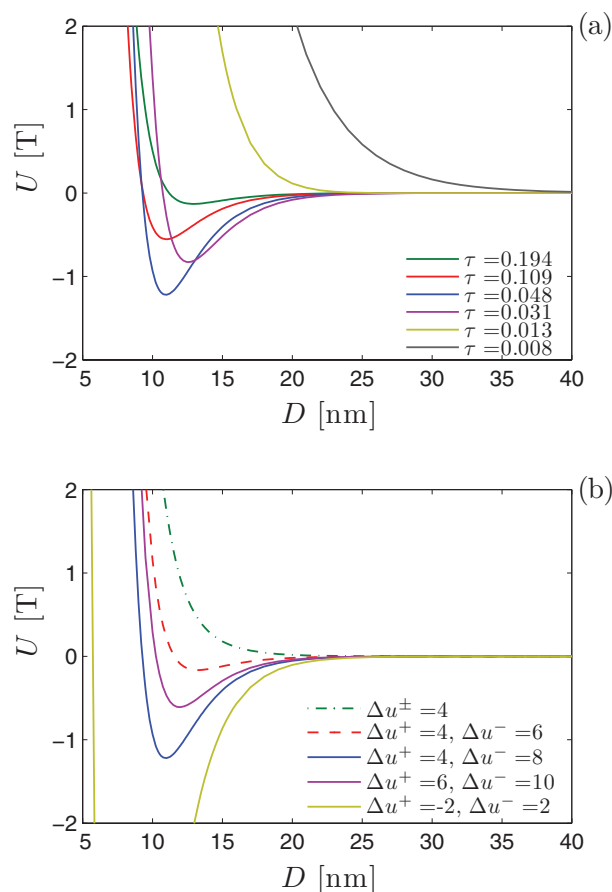 (a)
2
1
0
−1
−2
U [T]
τ =0.194
τ =0.109
τ =0.048
τ =0.031
τ =0.013
τ =0.008
5 10 15 20 25 30 35 40
D [nm]
(b)
2
1
0
−1
−2
U [T]
Δu± =4
Δu+ =4, Δu− =6
Δu+ =4, Δu− =8
Δu+ =6, Δu− =10
Δu+ =-2, Δu− =2
5 10 15 20 25 30 35 40
D [nm]